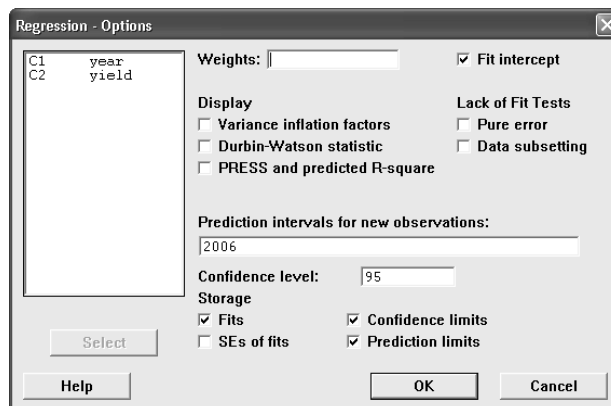 Regression - Options
C1 year
C2 yield
Weights:
Fit intercept
Display
Lack of Fit Tests
Variance inflation factors
Pure error
Durbin-Watson statistic
Data subsetting
PRESS and predicted R-square
Prediction intervals for new observations:
2006
Confidence level: 95
Storage
Fits
Confidence limits
Select
SEs of fits
Prediction limits
Help
OK
Cancel